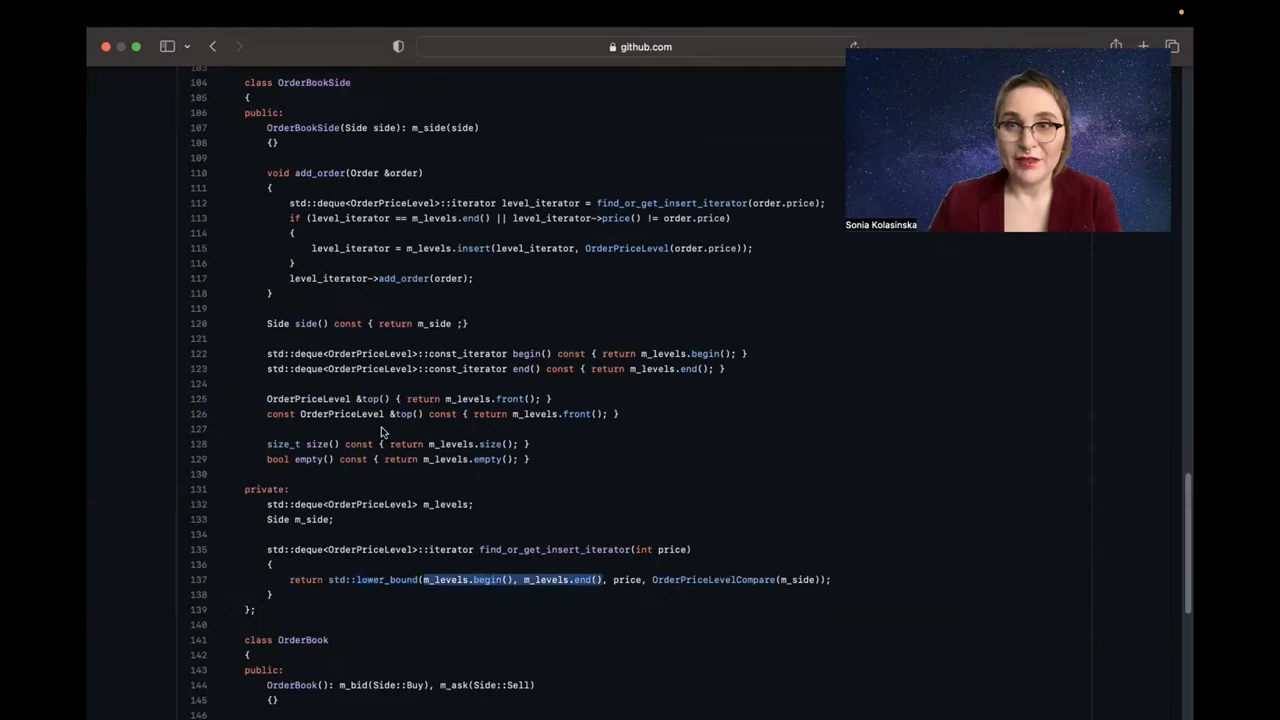 github.com
Sonia Kolasinska
104 class OrderBookSide
105 {
106 public:
107 OrderBookSide(Side side): m_side(side)
108 {}
109
110 void add_order(Order &order)
111 {
112 std::deque<OrderPriceLevel>::iterator level_iterator = find_or_get_insert_iterator(order.price);
113 if (level_iterator == m_levels.end() || level_iterator->price() != order.price)
114 {
115 level_iterator = m_levels.insert(level_iterator, OrderPriceLevel(order.price));
116 }
117 level_iterator->add_order(order);
118 }
119
120 Side side() const { return m_side ;}
121
122 std::deque<OrderPriceLevel>::const_iterator begin() const { return m_levels.begin(); }
123 std::deque<OrderPriceLevel>::const_iterator end() const { return m_levels.end(); }
124
125 OrderPriceLevel &top() { return m_levels.front(); }
126 const OrderPriceLevel &top() const { return m_levels.front(); }
127
128 size_t size() const { return m_levels.size(); }
129 bool empty() const { return m_levels.empty(); }
130
131 private:
132 std::deque<OrderPriceLevel> m_levels;
133 Side m_side;
134
135 std::deque<OrderPriceLevel>::iterator find_or_get_insert_iterator(int price)
136 {
137 return std::lower_bound(m_levels.begin(), m_levels.end(), price, OrderPriceLevelCompare(m_side));
138 }
139 };
140
141 class OrderBook
142 {
143 public:
144 OrderBook(): m_bid(Side::Buy), m_ask(Side::Sell)
145 {}
146